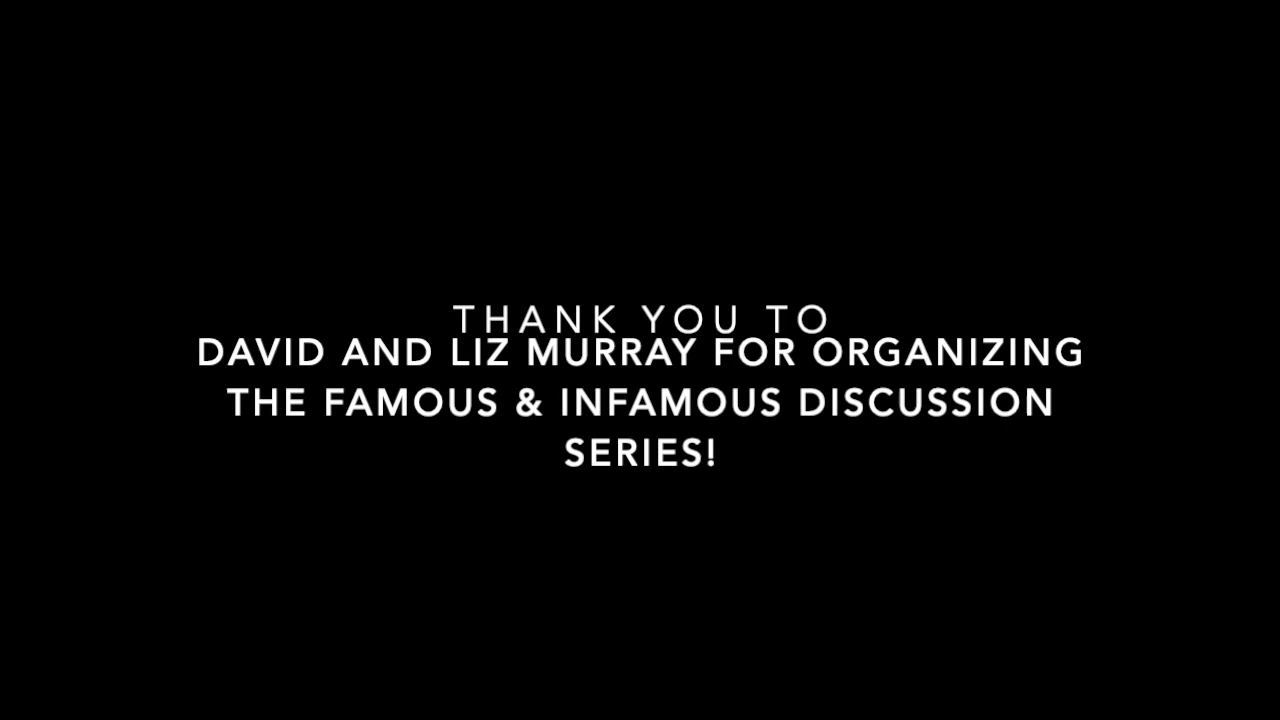 THANK YOU TO
DAVID AND LIZ MURRAY FOR ORGANIZING
THE FAMOUS & INFAMOUS DISCUSSION
SERIES!